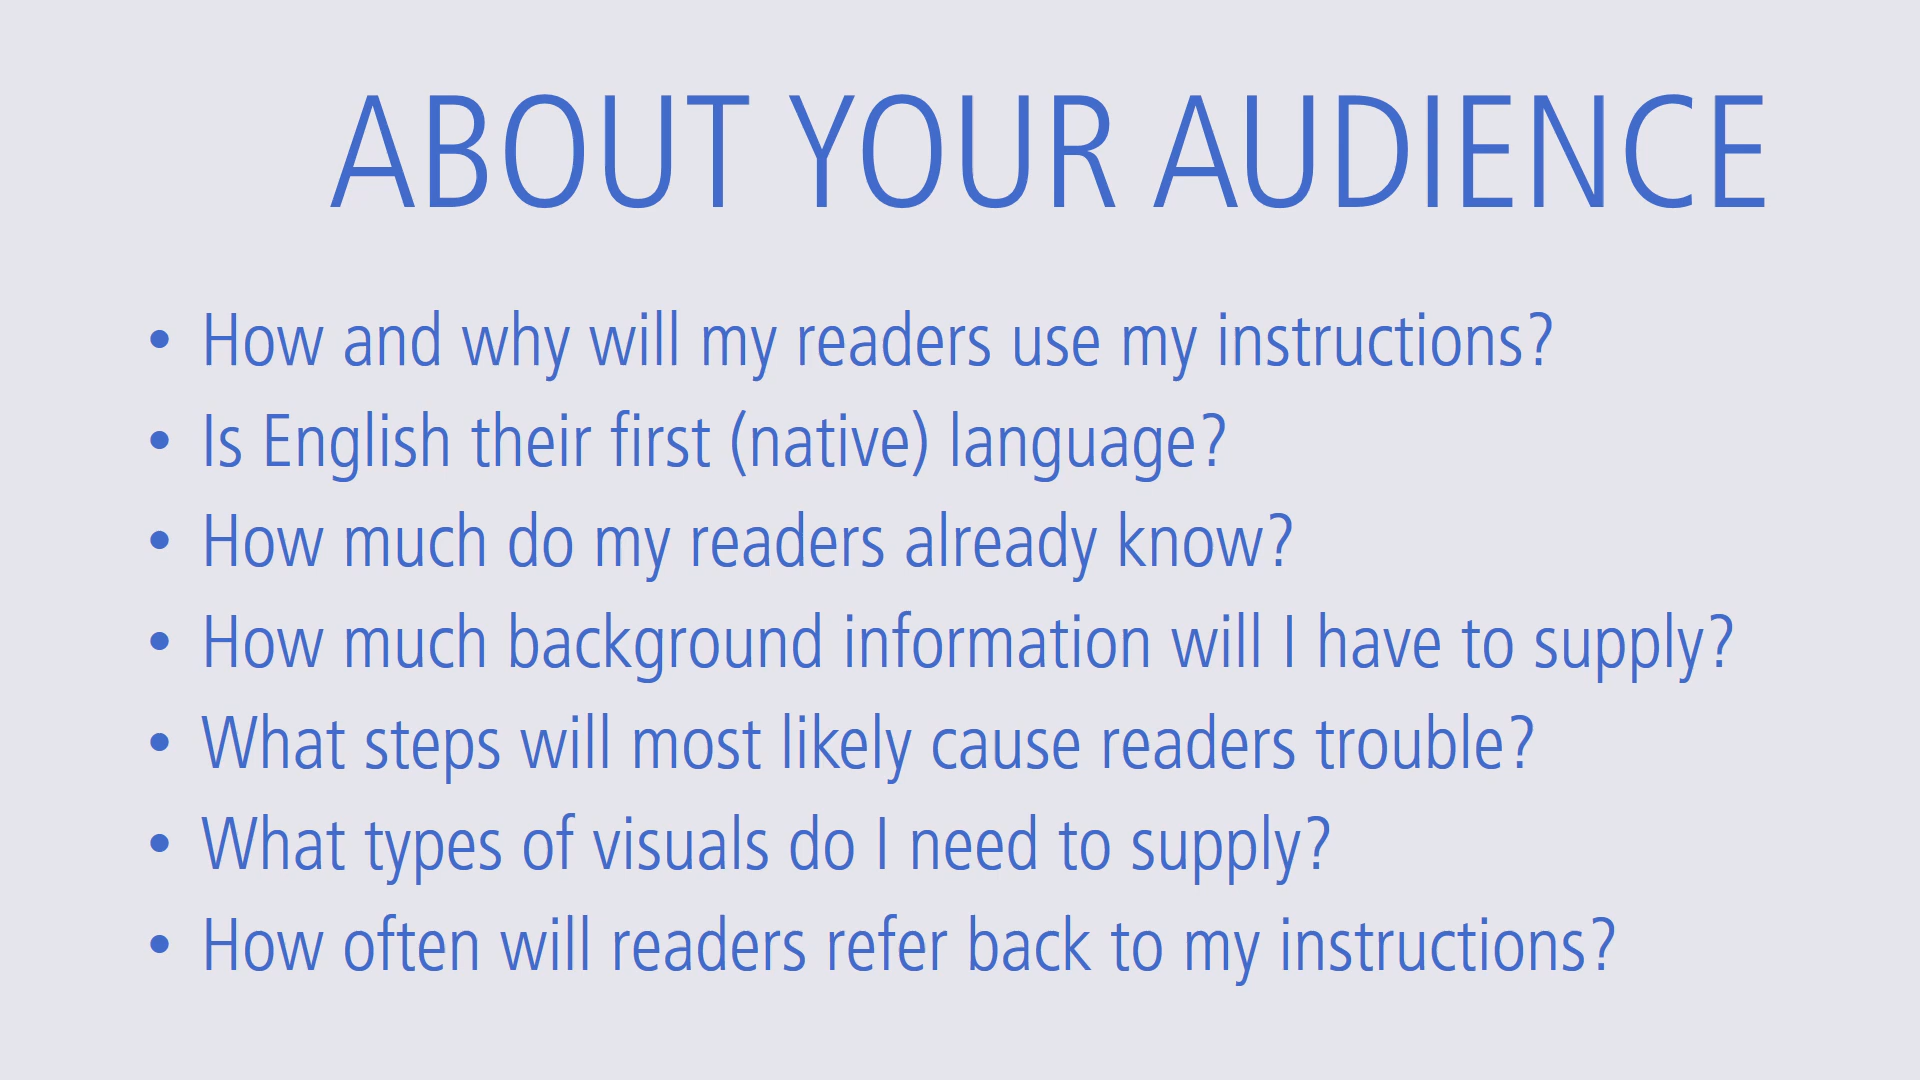 ABOUT YOUR AUDIENCE
• How and why will my readers use my instructions?
• Is English their first (native) language?
• How much do my readers already know?
• How much background information will I have to supply?
• What steps will most likely cause readers trouble?
• What types of visuals do I need to supply?
• How often will readers refer back to my instructions?